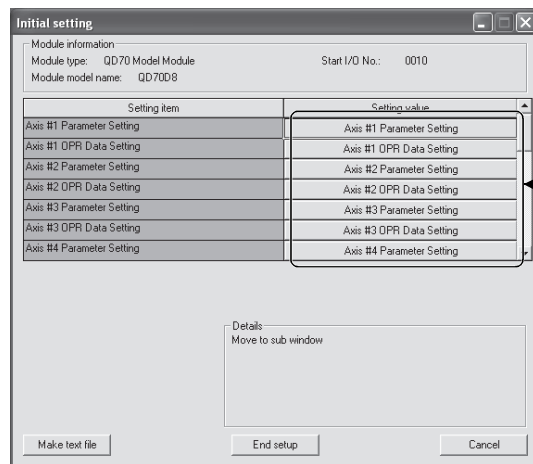 Initial setting
Module information
Module type: QD70 Model Module Start I/O No.: 0010
Module model name: QD70D8
Setting item Setting value
Axis #1 Parameter Setting Axis #1 Parameter Setting
Axis #1 OPR Data Setting Axis #1 OPR Data Setting
Axis #2 Parameter Setting Axis #2 Parameter Setting
Axis #2 OPR Data Setting Axis #2 OPR Data Setting
Axis #3 Parameter Setting Axis #3 Parameter Setting
Axis #3 OPR Data Setting Axis #3 OPR Data Setting
Axis #4 Parameter Setting Axis #4 Parameter Setting
Details
Move to sub window
Make text file End setup Cancel